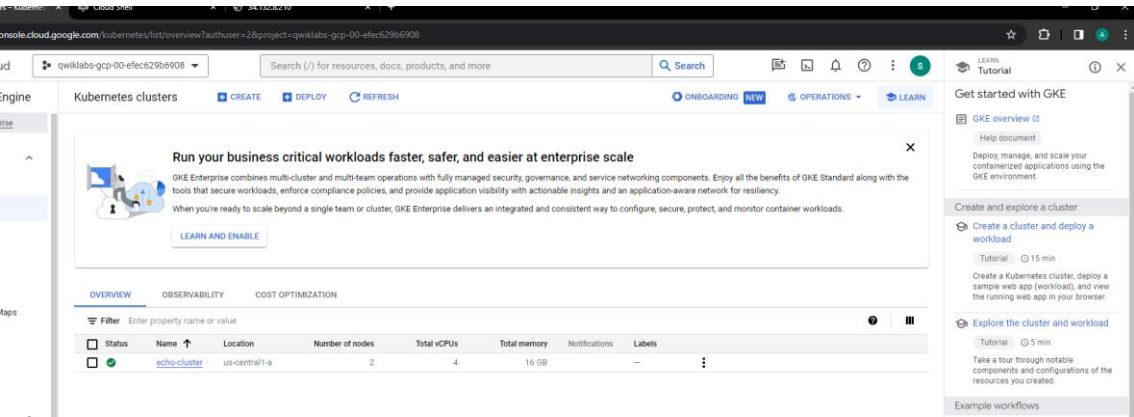 Cloud Shell
34.132.8.210
console.cloud.google.com/kubernetes/list/overview?authuser=2&project=qwiklabs-gcp-00-efec629b6908
qwiklabs-gcp-00-efec629b6908
Search (/) for resources, docs, products, and more
Search
S
LEARN
Tutorial
Engine
Kubernetes clusters
CREATE
DEPLOY
REFRESH
ONBOARDING NEW
OPERATIONS
LEARN
Run your business critical workloads faster, safer, and easier at enterprise scale
GKE Enterprise combines multi-cluster and multi-team operations with fully managed security, governance, and service networking components. Enjoy all the benefits of GKE Standard along with the
tools that secure workloads, enforce compliance policies, and provide application visibility with actionable insights and an application-aware network for resiliency.
When you're ready to scale beyond a single team or cluster, GKE Enterprise delivers an integrated and consistent way to configure, secure, protect, and monitor container workloads.
LEARN AND ENABLE
OVERVIEW
OBSERVABILITY
COST OPTIMIZATION
Maps
Filter Enter property name or value
Status Name Location Number of nodes Total vCPUs Total memory Notifications Labels
echo-cluster us-central1-a 2 4 16 GB –
Get started with GKE
GKE overview
Help document
Deploy, manage, and scale your
containerized applications using the
GKE environment.
Create and explore a cluster
Create a cluster and deploy a
workload
Tutorial 15 min
Create a Kubernetes cluster, deploy a
sample web app (workload), and view
the running web app in your browser.
Explore the cluster and workload
Tutorial 5 min
Take a tour through notable
components and configurations of the
resources you created.
Example workflows